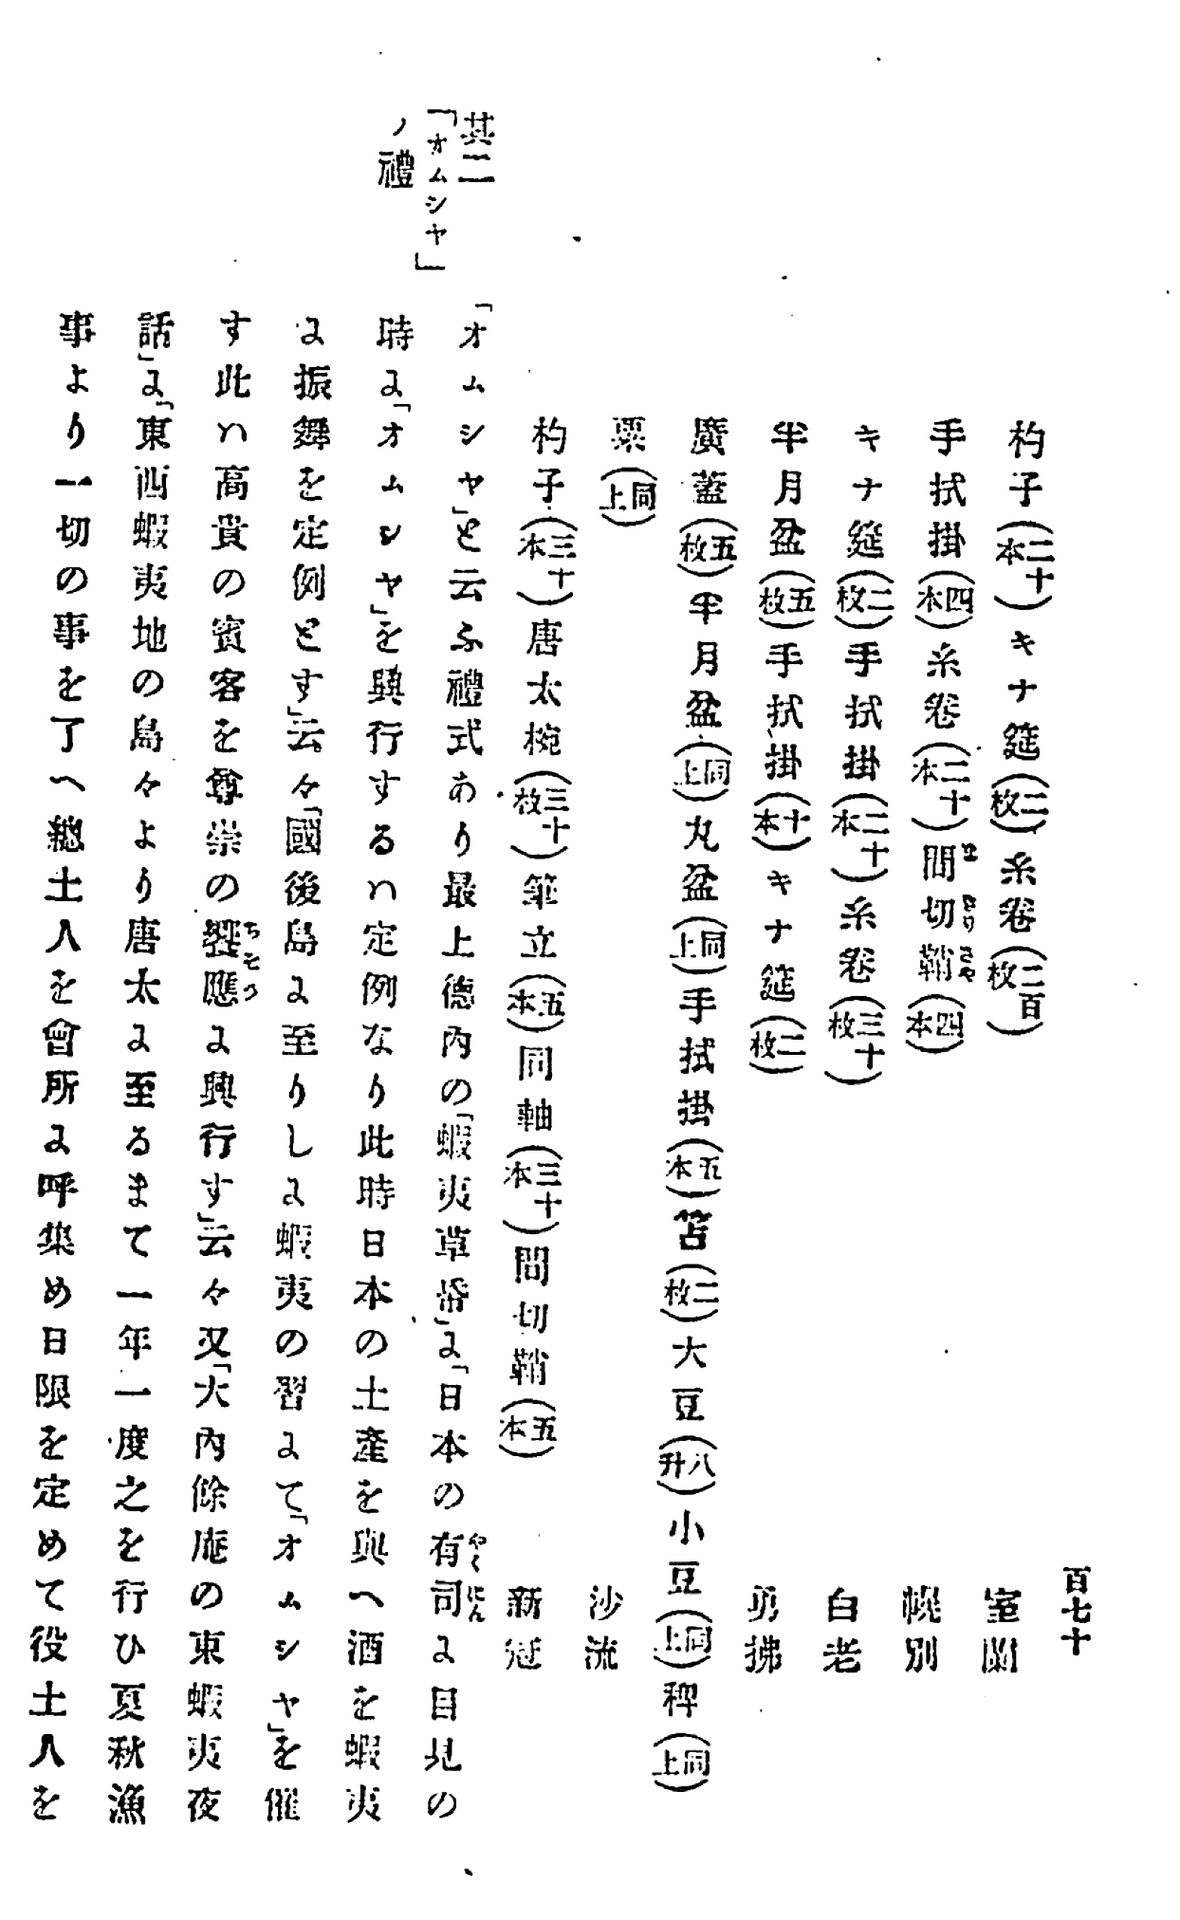 百七十
杓子(二十本)キナ筵(二枚)糸卷(二百枚) 室蘭
手拭掛(四本)糸卷(二十本)間切鞘(四本) 幌別
キナ筵(二枚)手拭掛(二十本)糸卷(三十枚) 白老
半月盆(五枚)手拭掛(十本)キナ筵(二枚) 勇拂
廣蓋(五枚)半月盆(同上)丸盆(同上)手拭掛(五本)笘(二枚)大豆(八升)小豆(同上)稗(同上)
粟(同上) 沙流
杓子(三十本)唐太椀(三十枚)筆立(五本)同軸(三十本)間切鞘(五本) 新冠
其二
「オムシヤ」
ノ禮
「オムシヤ」と云ふ禮式あり最上德內の「蝦夷草帋」に「日本の有司に目見の
時に「オムシヤ」を興行するハ定例なり此時日本の土產を與へ酒を蝦夷
に振舞を定例とす」云々「國後島に至りしに蝦夷の習にて「オムシヤ」を催
す此ハ高貴の賓客を尊崇の饗應に興行す」云々又「大內餘庵の東蝦夷夜
話」に「東西蝦夷地の島々より唐太に至るまて一年一度之を行ひ夏秋漁
事より一切の事を了へ總土人を會所に呼集め日限を定めて役土人を